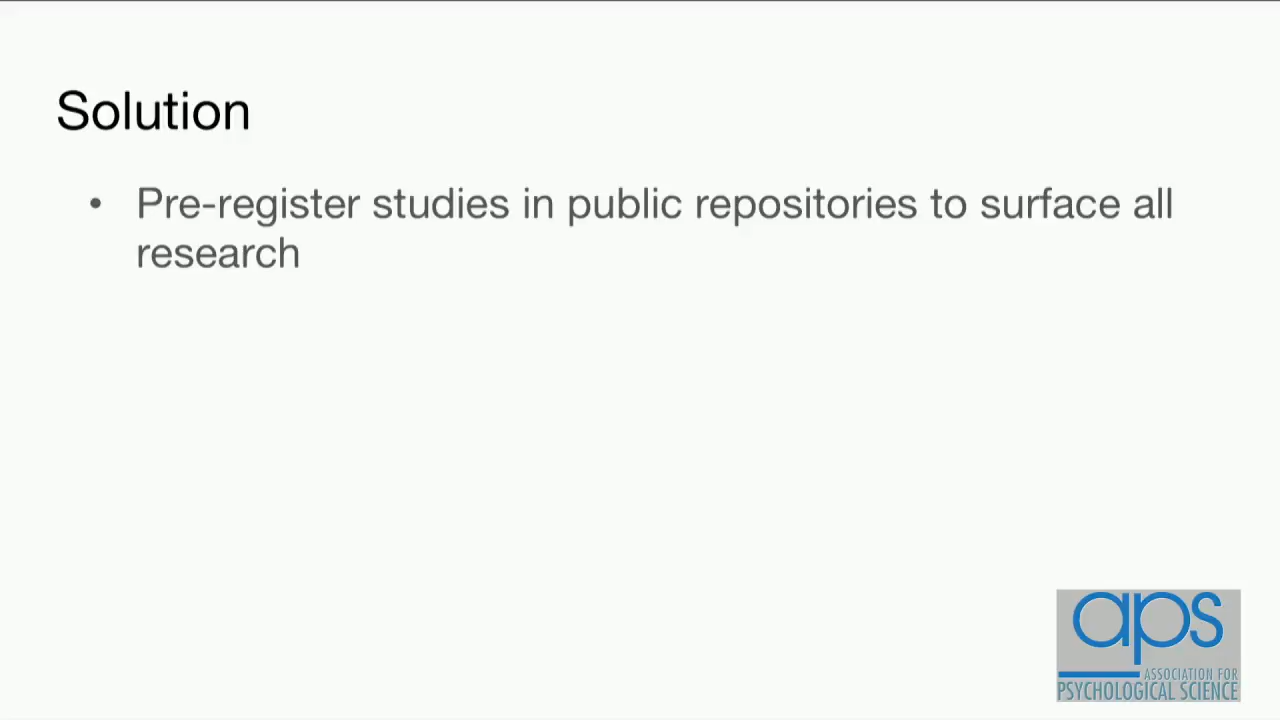 Solution
• Pre-register studies in public repositories to surface all
research
aps
ASSOCIATION FOR
PSYCHOLOGICAL SCIENCE